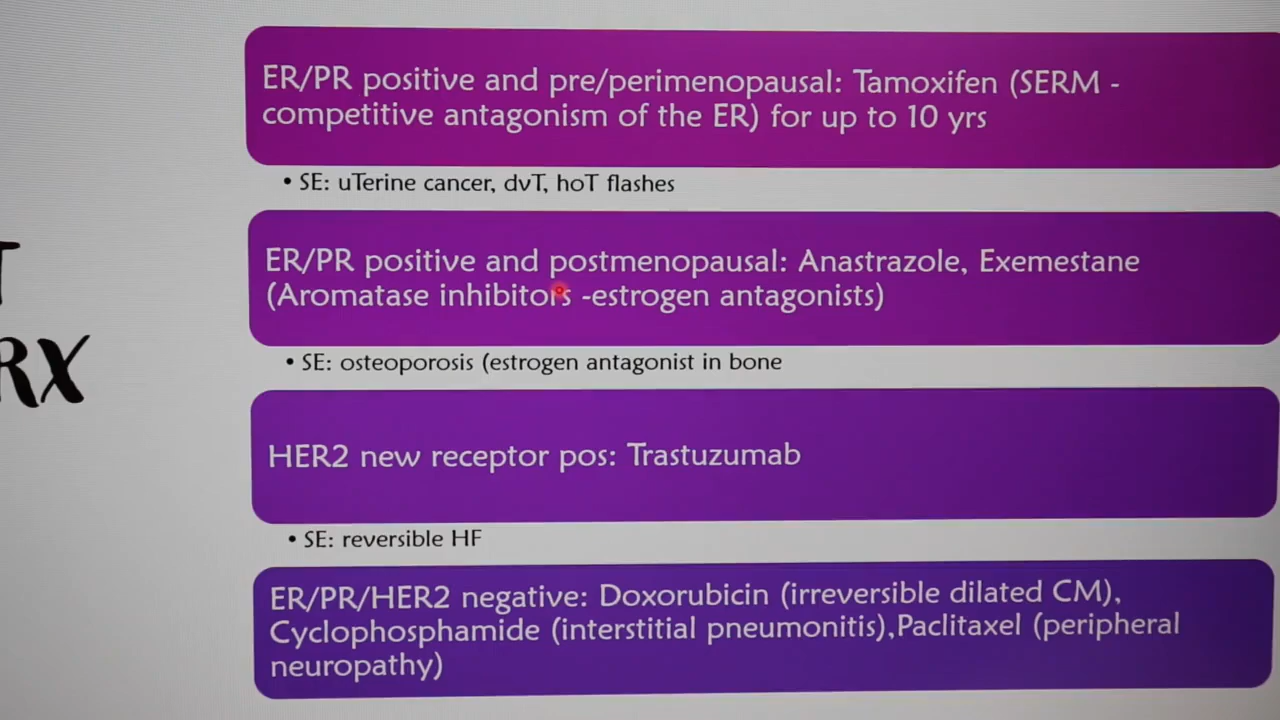 ER/PR positive and pre/perimenopausal: Tamoxifen (SERM -
competitive antagonism of the ER) for up to 10 yrs
• SE: uTerine cancer, dvT, hoT flashes
ER/PR positive and postmenopausal: Anastrazole, Exemestane
(Aromatase inhibitors -estrogen antagonists)
• SE: osteoporosis (estrogen antagonist in bone
RX
HER2 new receptor pos: Trastuzumab
• SE: reversible HF
ER/PR/HER2 negative: Doxorubicin (irreversible dilated CM),
Cyclophosphamide (interstitial pneumonitis),Paclitaxel (peripheral
neuropathy)